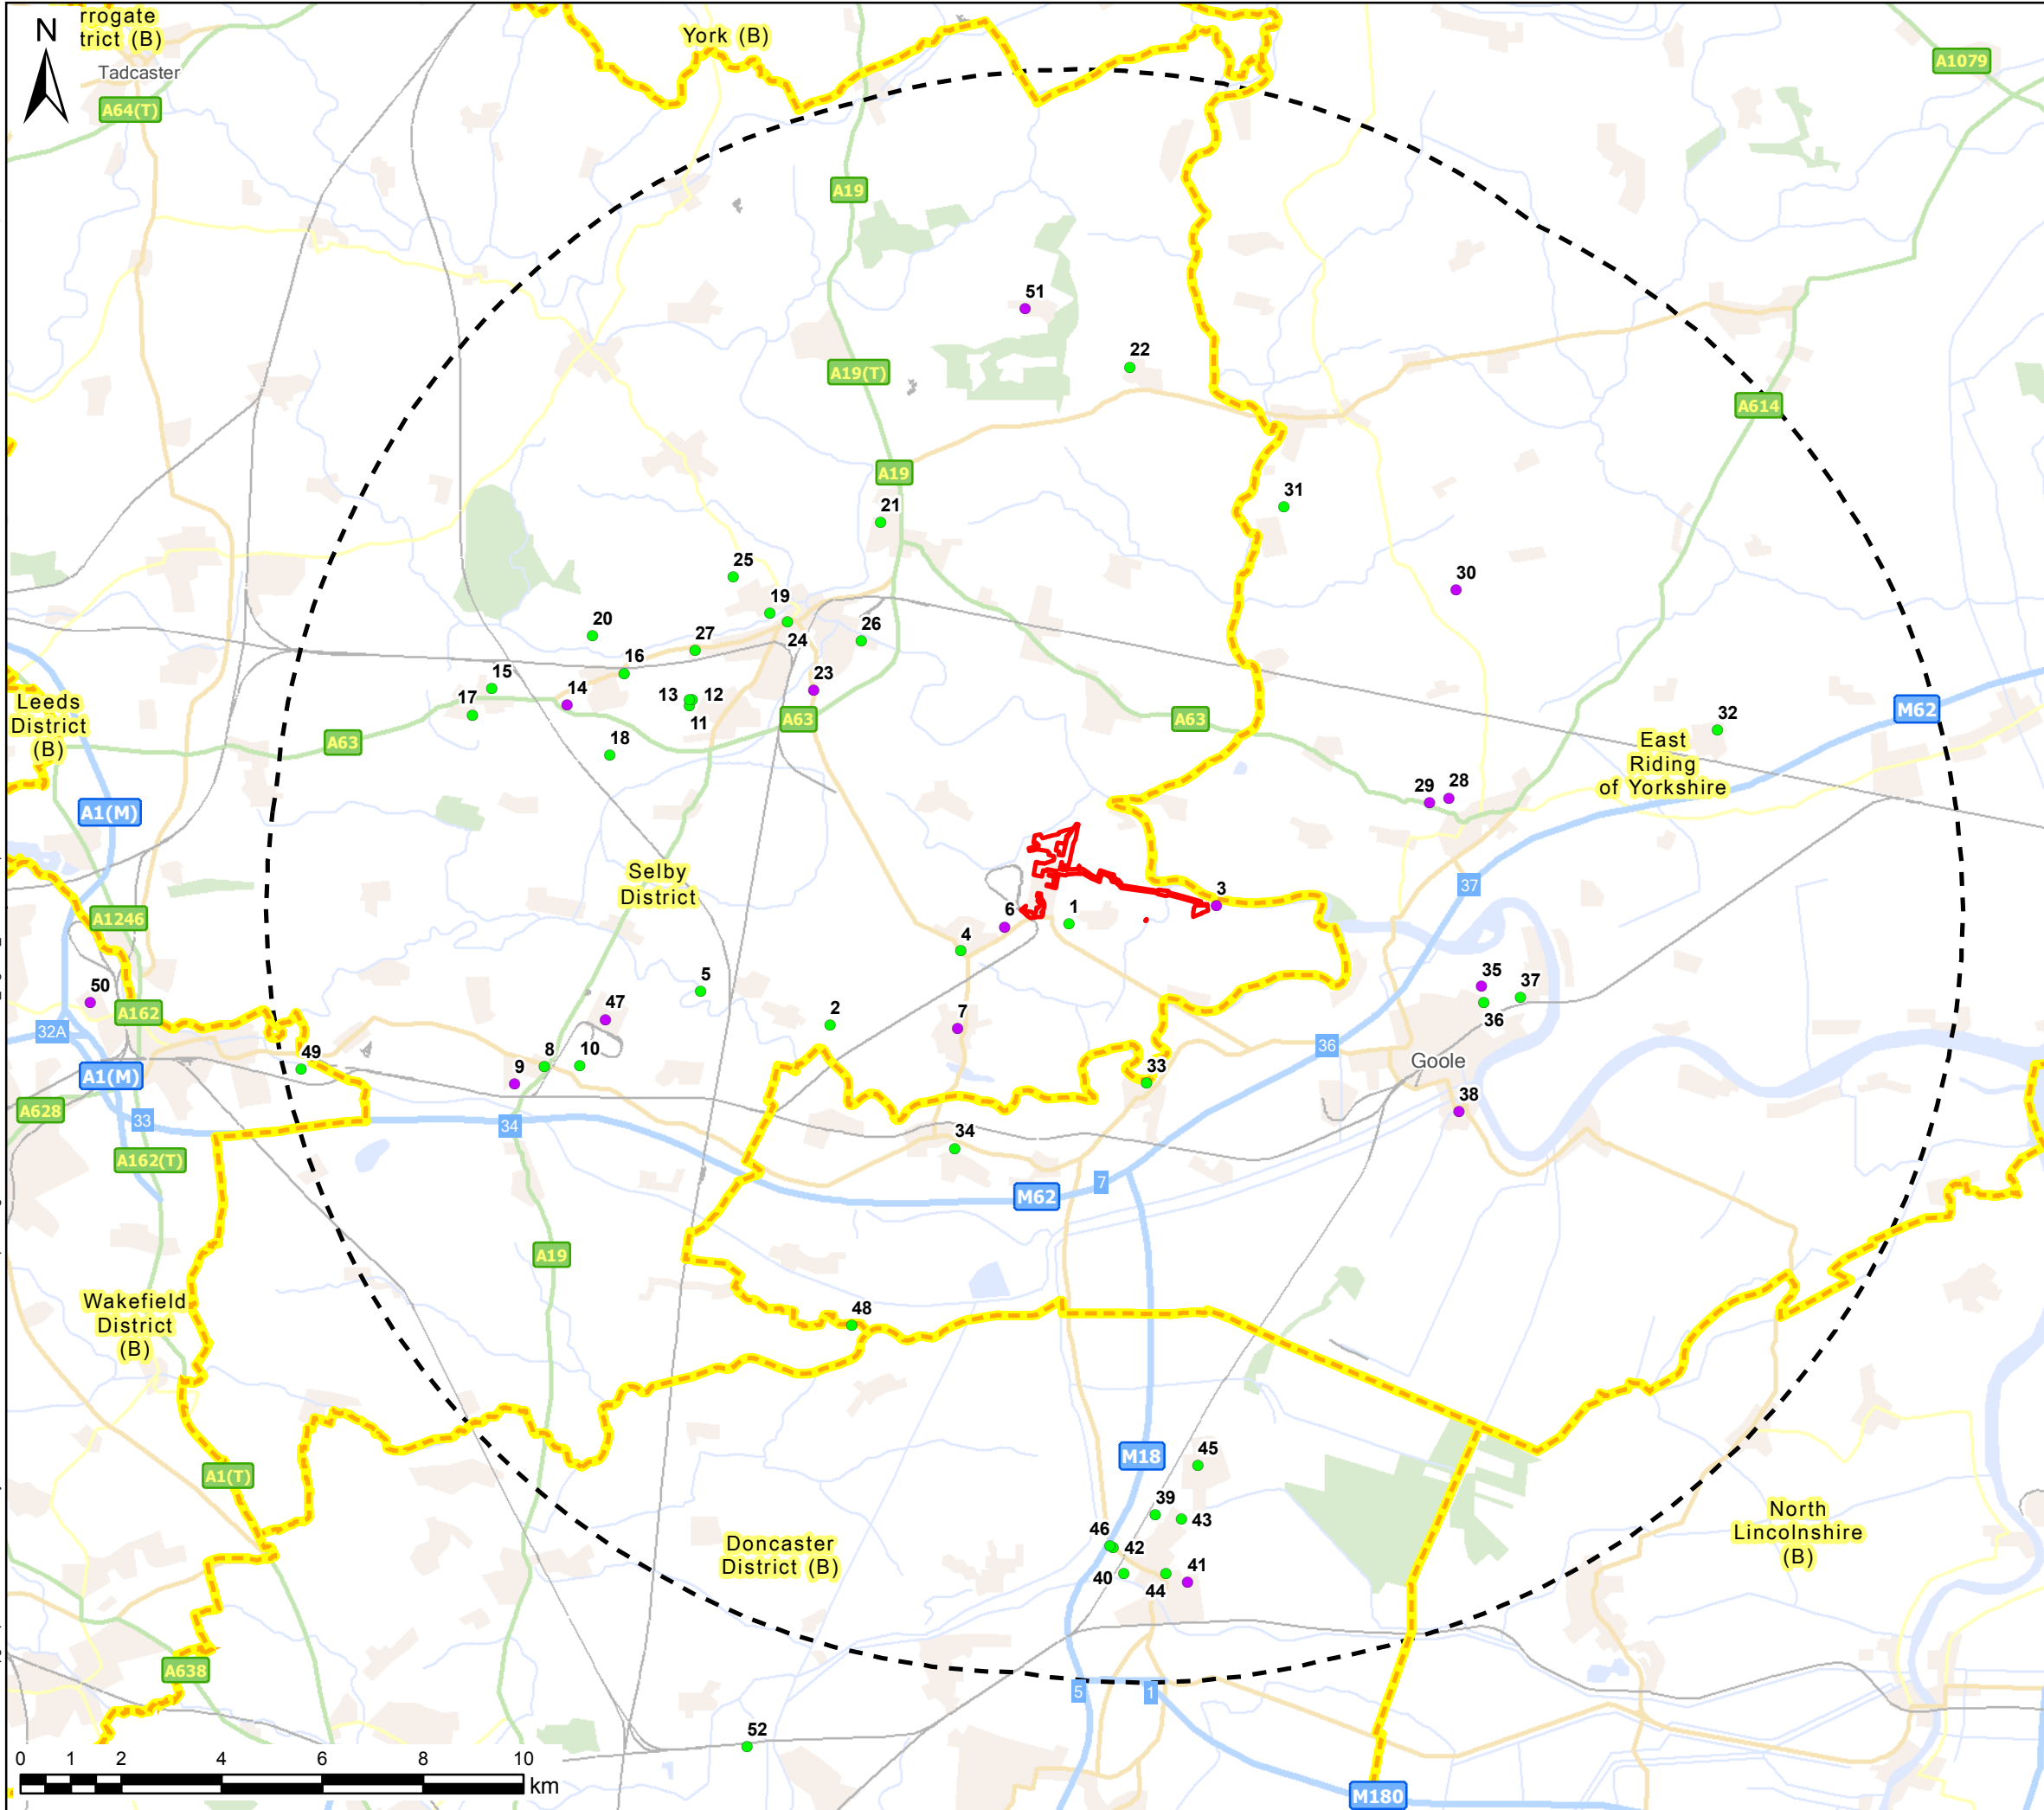 rrogate
trict (B)
York (B)
N
Tadcaster
A1079
A64(T)
A19
51
22
A19(T)
A614
A19
21
31
25
30
19
20
24
26
27
16
15
14
13
12
23
17
11
Leeds
District
(B)
A63
A63
A63
M62
32
18
East
Riding
of Yorkshire
29
28
A1(M)
Selby
District
37
3
1
6
A1246
4
5
35
37
50
47
A162
2
7
36
32A
36
8
10
Goole
49
9
33
A1(M)
A628
33
34
38
34
A162(T)
7
M62
A19
Wakefield
District
(B)
48
A1(T)
M18
45
39
43
North
Lincolnshire
(B)
46
42
Doncaster
District (B)
40
41
44
A638
5
1
52
0 1 2 4 6 8 10
km
M180